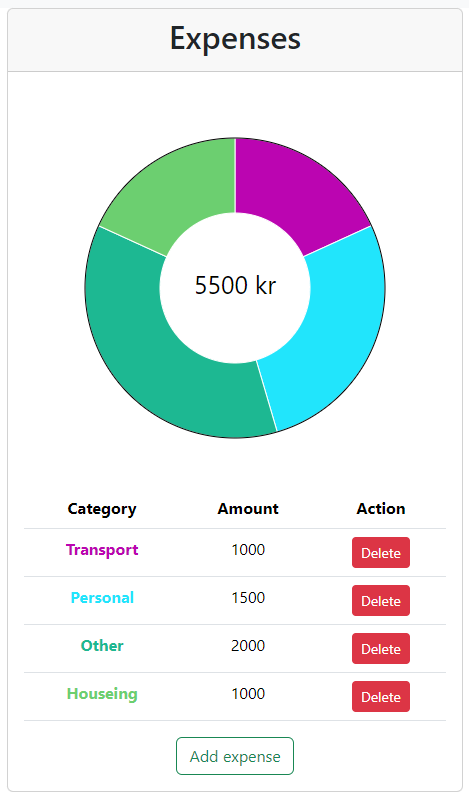 Expenses
5500 kr
Category Amount Action
Transport 1000 Delete
Personal 1500 Delete
Other 2000 Delete
Houseing 1000 Delete
Add expense